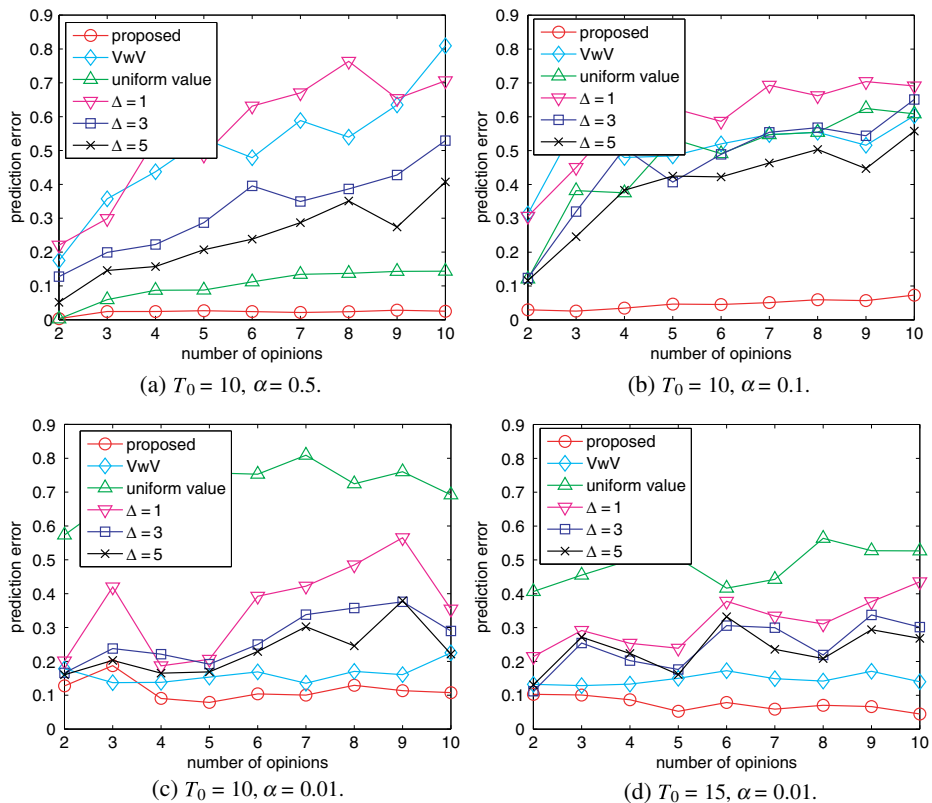 0.9
0.8
0.7
0.6
0.5
0.4
0.3
0.2
0.1
0
prediction error
proposed
VwV
uniform value
Δ = 1
Δ = 3
Δ = 5
2 3 4 5 6 7 8 9 10
number of opinions
(a) T₀ = 10, α = 0.5.
0.9
0.8
0.7
0.6
0.5
0.4
0.3
0.2
0.1
0
prediction error
proposed
VwV
uniform value
Δ = 1
Δ = 3
Δ = 5
2 3 4 5 6 7 8 9 10
number of opinions
(b) T₀ = 10, α = 0.1.
0.9
0.8
0.7
0.6
0.5
0.4
0.3
0.2
0.1
0
prediction error
proposed
VwV
uniform value
Δ = 1
Δ = 3
Δ = 5
2 3 4 5 6 7 8 9 10
number of opinions
(c) T₀ = 10, α = 0.01.
0.9
0.8
0.7
0.6
0.5
0.4
0.3
0.2
0.1
0
prediction error
proposed
VwV
uniform value
Δ = 1
Δ = 3
Δ = 5
2 3 4 5 6 7 8 9 10
number of opinions
(d) T₀ = 15, α = 0.01.